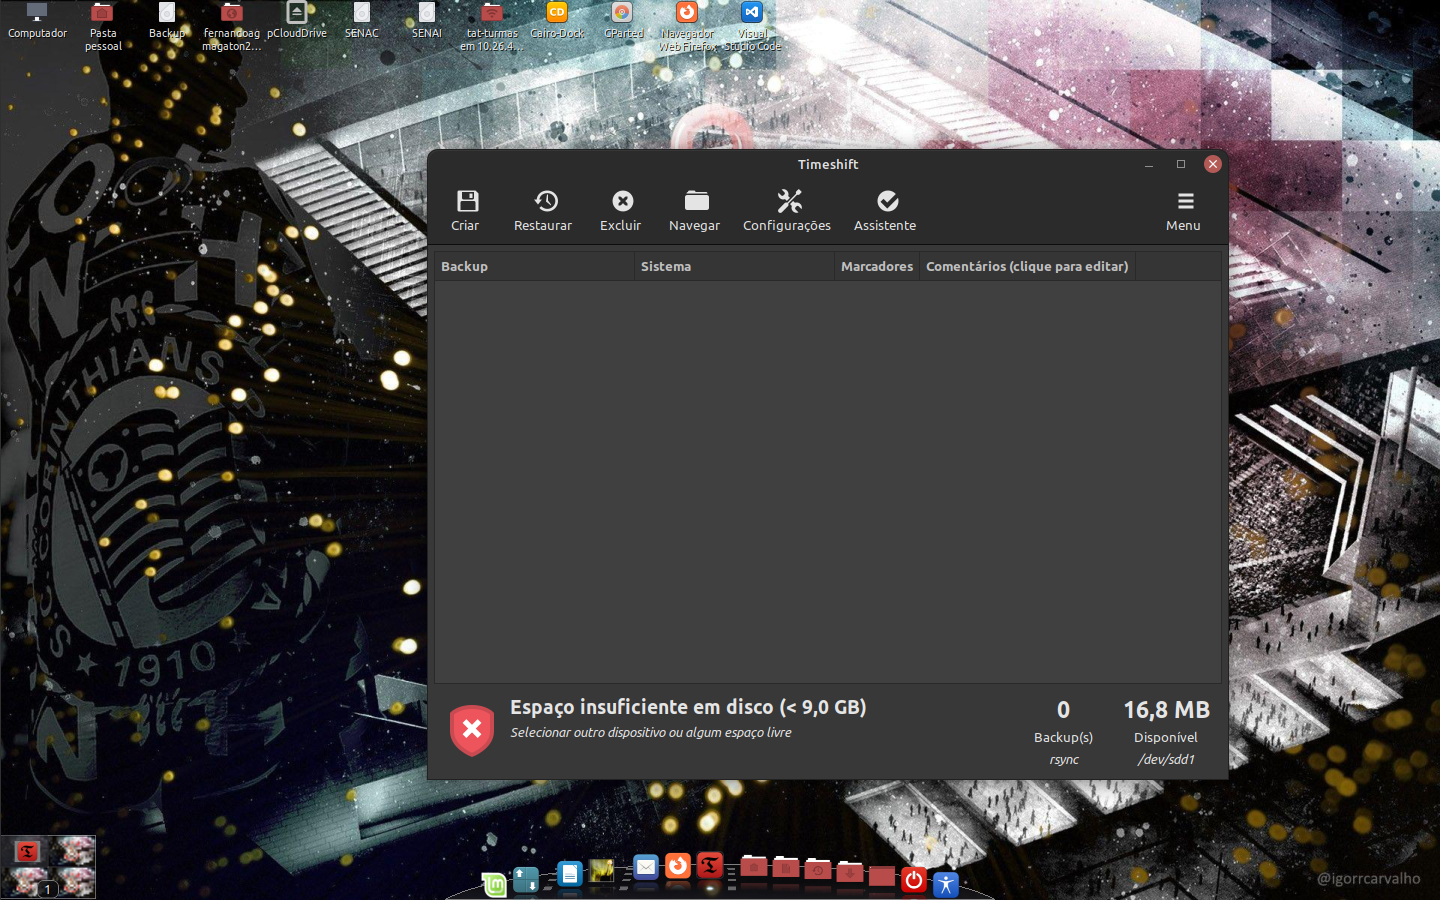 Computador
Pasta
pessoal
Backup
fernandoag
magaton2...
pCloudDrive
SENAC
SENAI
tat-turmas
em 10.26.4...
Cairo-Dock
GParted
Navegador
Web Firefox
Visual
Studio Code
CD
Timeshift
Criar
Restaurar
Excluir
Navegar
Configurações
Assistente
Menu
Backup
Sistema
Marcadores
Comentários (clique para editar)
Espaço insuficiente em disco (< 9,0 GB)
Selecionar outro dispositivo ou algum espaço livre
0
Backup(s)
rsync
16,8 MB
Disponível
/dev/sdd1
CORINTHIANS
1910
1
@igorrcarvalho